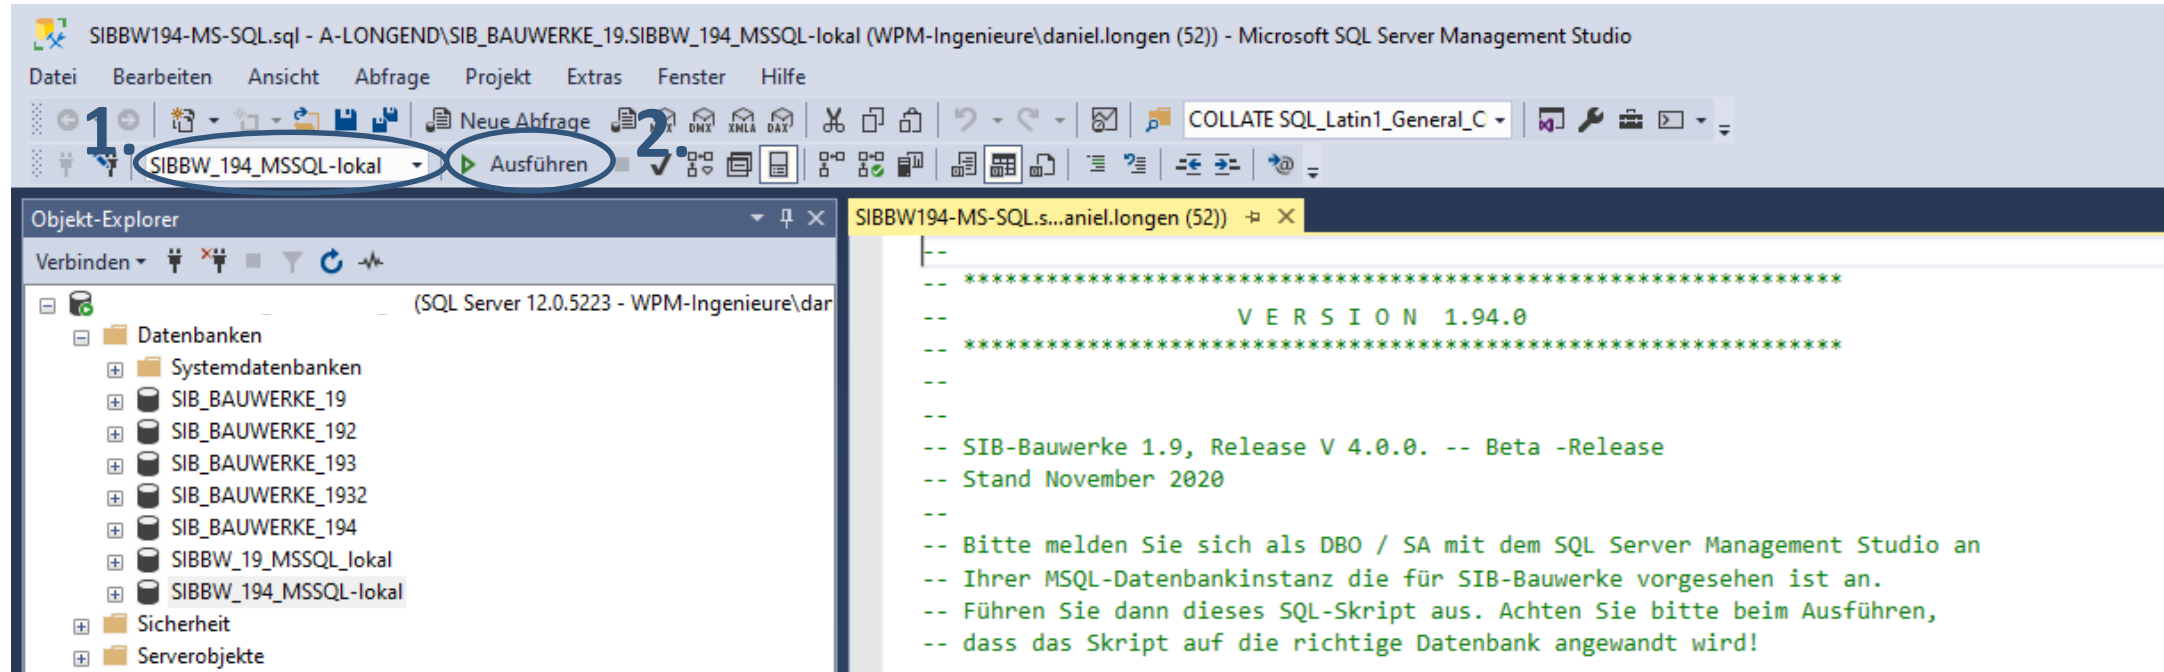 SIBBW194-MS-SQL.sql - A-LONGEND\SIB_BAUWERKE_19.SIBBW_194_MSSQL-lokal (WPM-Ingenieure\daniel.longen (52)) - Microsoft SQL Server Management Studio
Datei Bearbeiten Ansicht Abfrage Projekt Extras Fenster Hilfe
1. Neue Abfrage 2. DMX XMLA DAX COLLATE SQL_Latin1_General_C
SIBBW_194_MSSQL-lokal Ausführen
Objekt-Explorer
Verbinden
(SQL Server 12.0.5223 - WPM-Ingenieure\dar
Datenbanken
Systemdatenbanken
SIB_BAUWERKE_19
SIB_BAUWERKE_192
SIB_BAUWERKE_193
SIB_BAUWERKE_1932
SIB_BAUWERKE_194
SIBBW_19_MSSQL_lokal
SIBBW_194_MSSQL-lokal
Sicherheit
Serverobjekte
SIBBW194-MS-SQL.s...aniel.longen (52))
--
-- ****************************************************************
-- V E R S I O N 1.94.0
-- ****************************************************************
--
--
-- SIB-Bauwerke 1.9, Release V 4.0.0. -- Beta -Release
-- Stand November 2020
--
-- Bitte melden Sie sich als DBO / SA mit dem SQL Server Management Studio an
-- Ihrer MSQL-Datenbankinstanz die für SIB-Bauwerke vorgesehen ist an.
-- Führen Sie dann dieses SQL-Skript aus. Achten Sie bitte beim Ausführen,
-- dass das Skript auf die richtige Datenbank angewandt wird!